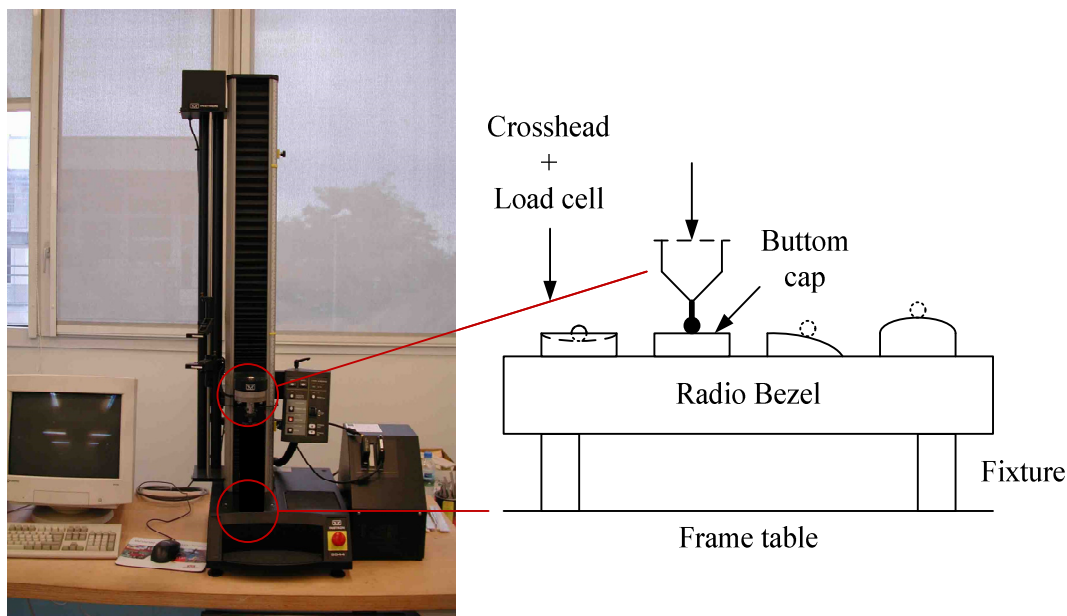 Crosshead
+
Load cell
Buttom
cap
Radio Bezel
Fixture
Frame table